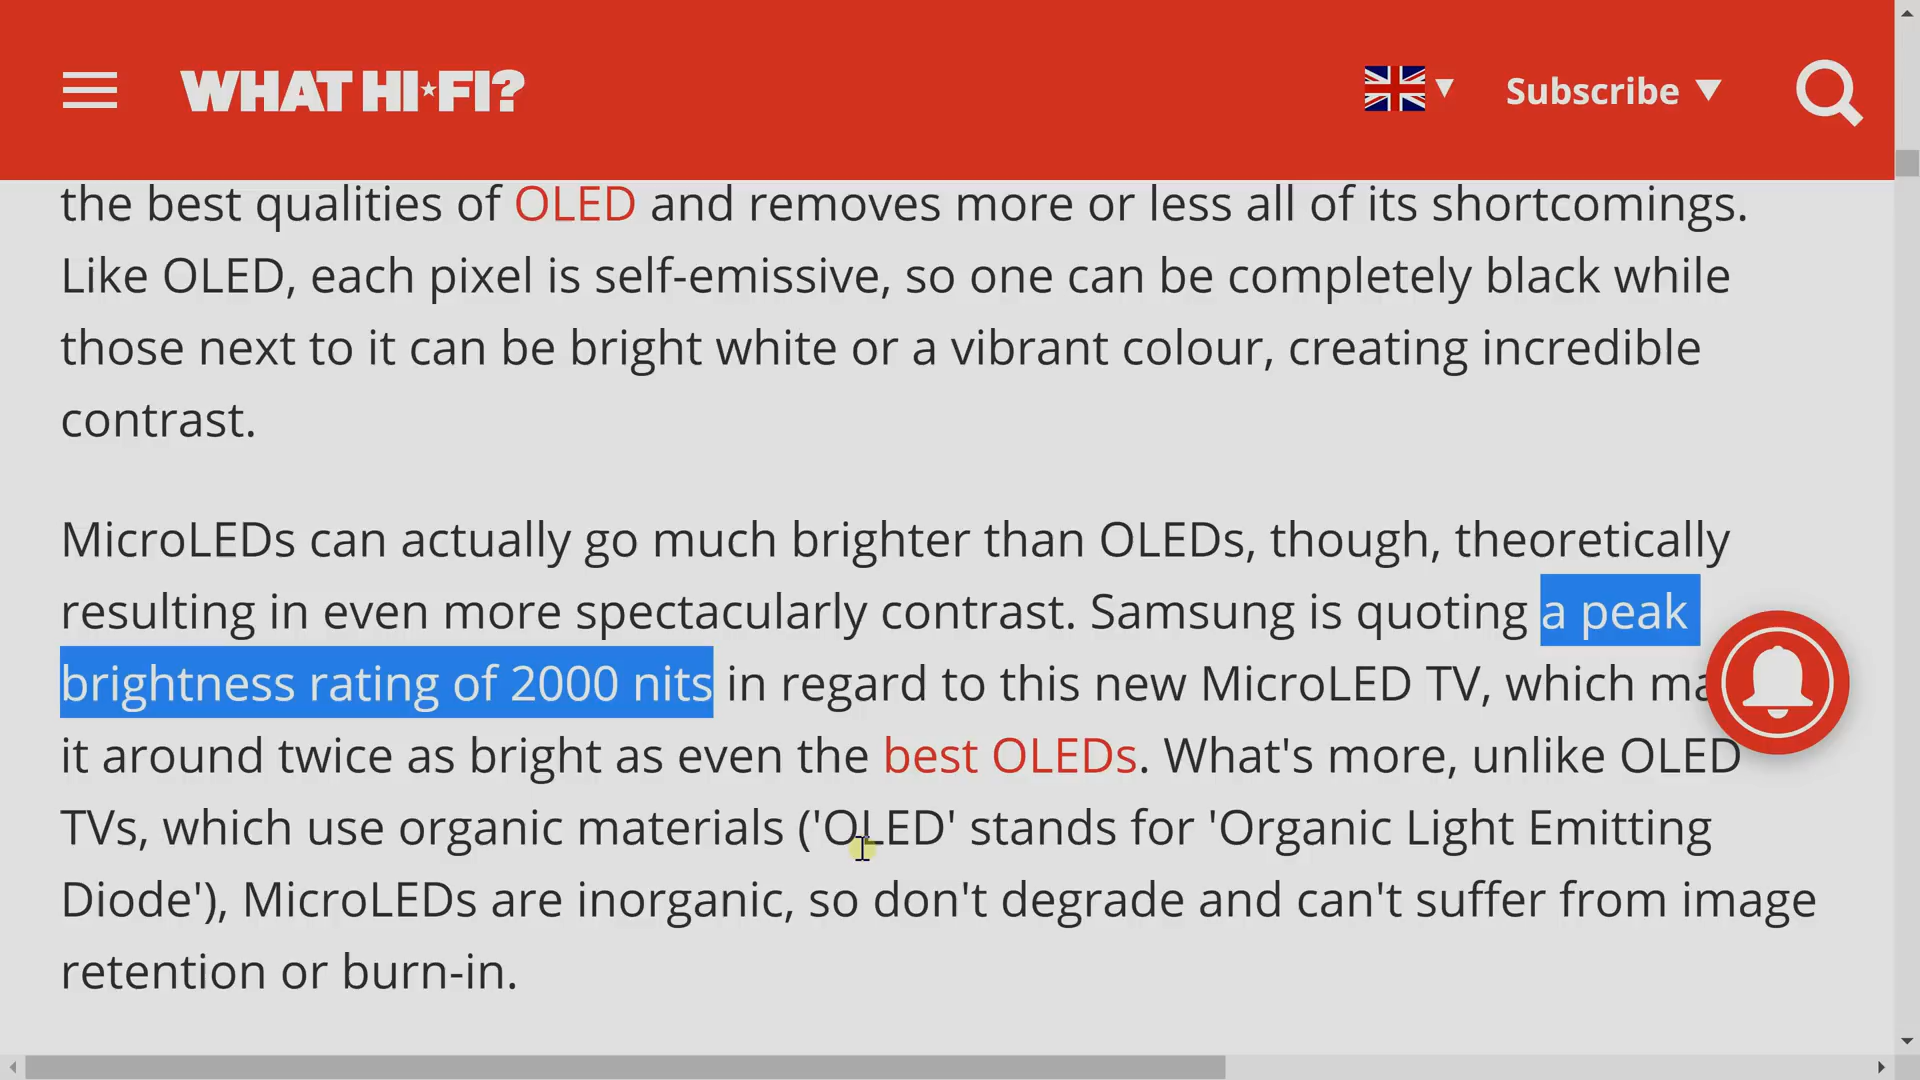 WHAT HI★FI?
Subscribe
the best qualities of OLED and removes more or less all of its shortcomings.
Like OLED, each pixel is self-emissive, so one can be completely black while
those next to it can be bright white or a vibrant colour, creating incredible
contrast.
MicroLEDs can actually go much brighter than OLEDs, though, theoretically
resulting in even more spectacularly contrast. Samsung is quoting a peak
brightness rating of 2000 nits in regard to this new MicroLED TV, which
it around twice as bright as even the best OLEDs. What's more, unlike OLED
TVs, which use organic materials ('OLED' stands for 'Organic Light Emitting
Diode'), MicroLEDs are inorganic, so don't degrade and can't suffer from image
retention or burn-in.